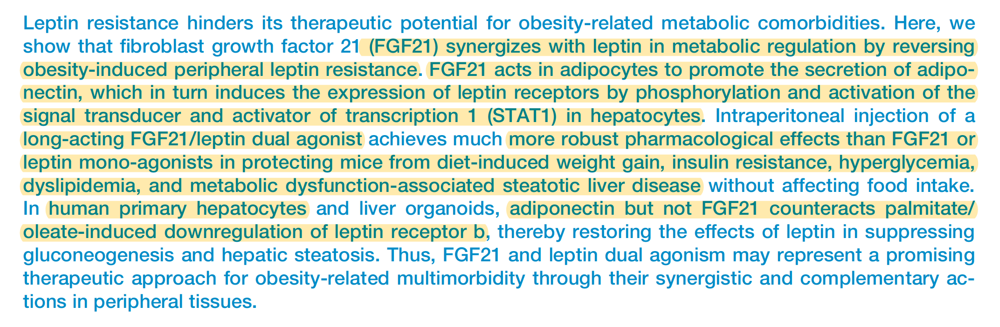 Leptin resistance hinders its therapeutic potential for obesity-related metabolic comorbidities. Here, we
show that fibroblast growth factor 21 (FGF21) synergizes with leptin in metabolic regulation by reversing
obesity-induced peripheral leptin resistance. FGF21 acts in adipocytes to promote the secretion of adipo-
nectin, which in turn induces the expression of leptin receptors by phosphorylation and activation of the
signal transducer and activator of transcription 1 (STAT1) in hepatocytes. Intraperitoneal injection of a
long-acting FGF21/leptin dual agonist achieves much more robust pharmacological effects than FGF21 or
leptin mono-agonists in protecting mice from diet-induced weight gain, insulin resistance, hyperglycemia,
dyslipidemia, and metabolic dysfunction-associated steatotic liver disease without affecting food intake.
In human primary hepatocytes and liver organoids, adiponectin but not FGF21 counteracts palmitate/
oleate-induced downregulation of leptin receptor b, thereby restoring the effects of leptin in suppressing
gluconeogenesis and hepatic steatosis. Thus, FGF21 and leptin dual agonism may represent a promising
therapeutic approach for obesity-related multimorbidity through their synergistic and complementary ac-
tions in peripheral tissues.